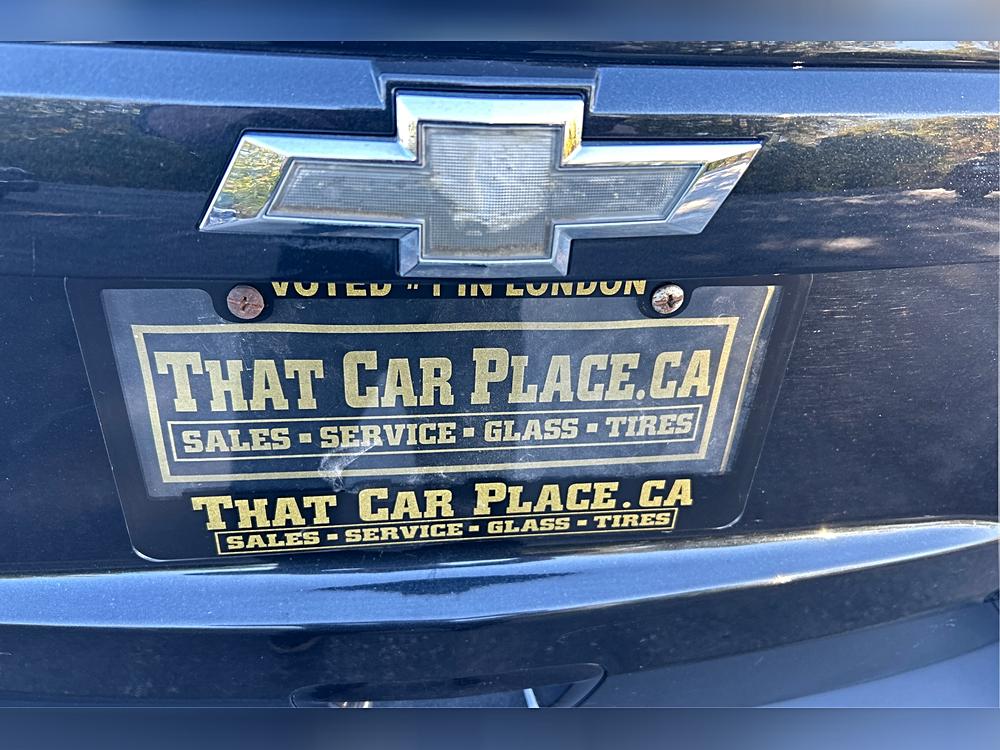 VOTED #1 IN LONDON
THAT CAR PLACE.CA
SALES ▪ SERVICE ▪ GLASS ▪ TIRES
THAT CAR PLACE.CA
SALES ▪ SERVICE ▪ GLASS ▪ TIRES